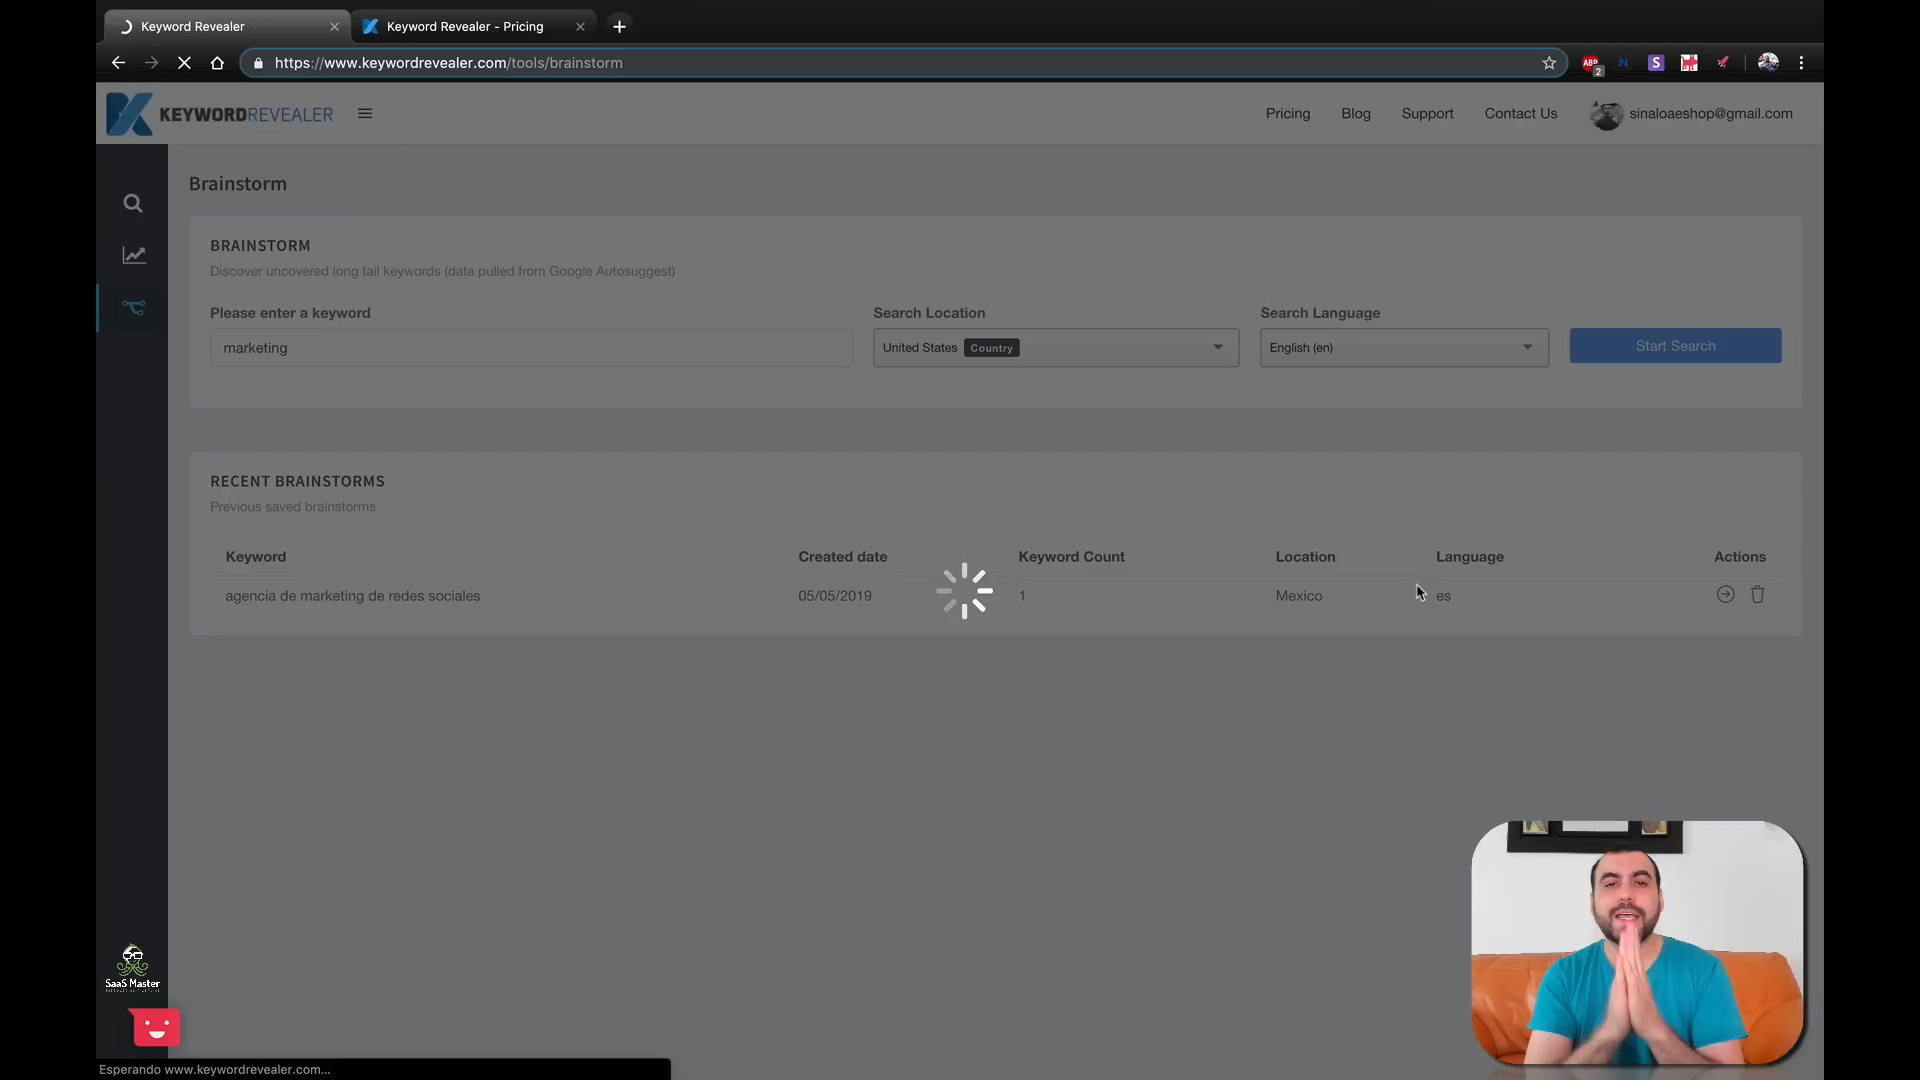 Keyword Revealer
Keyword Revealer - Pricing
https://www.keywordrevealer.com/tools/brainstorm
ABP
2
N
S
KEYWORDREVEALER
Pricing
Blog
Support
Contact Us
sinaloaeshop@gmail.com
Brainstorm
BRAINSTORM
Discover uncovered long tail keywords (data pulled from Google Autosuggest)
Please enter a keyword
Search Location
Search Language
marketing
United States Country
English (en)
Start Search
RECENT BRAINSTORMS
Previous saved brainstorms
Keyword
Created date
Keyword Count
Location
Language
Actions
agencia de marketing de redes sociales
05/05/2019
1
Mexico
es
SaaS Master
Esperando www.keywordrevealer.com...